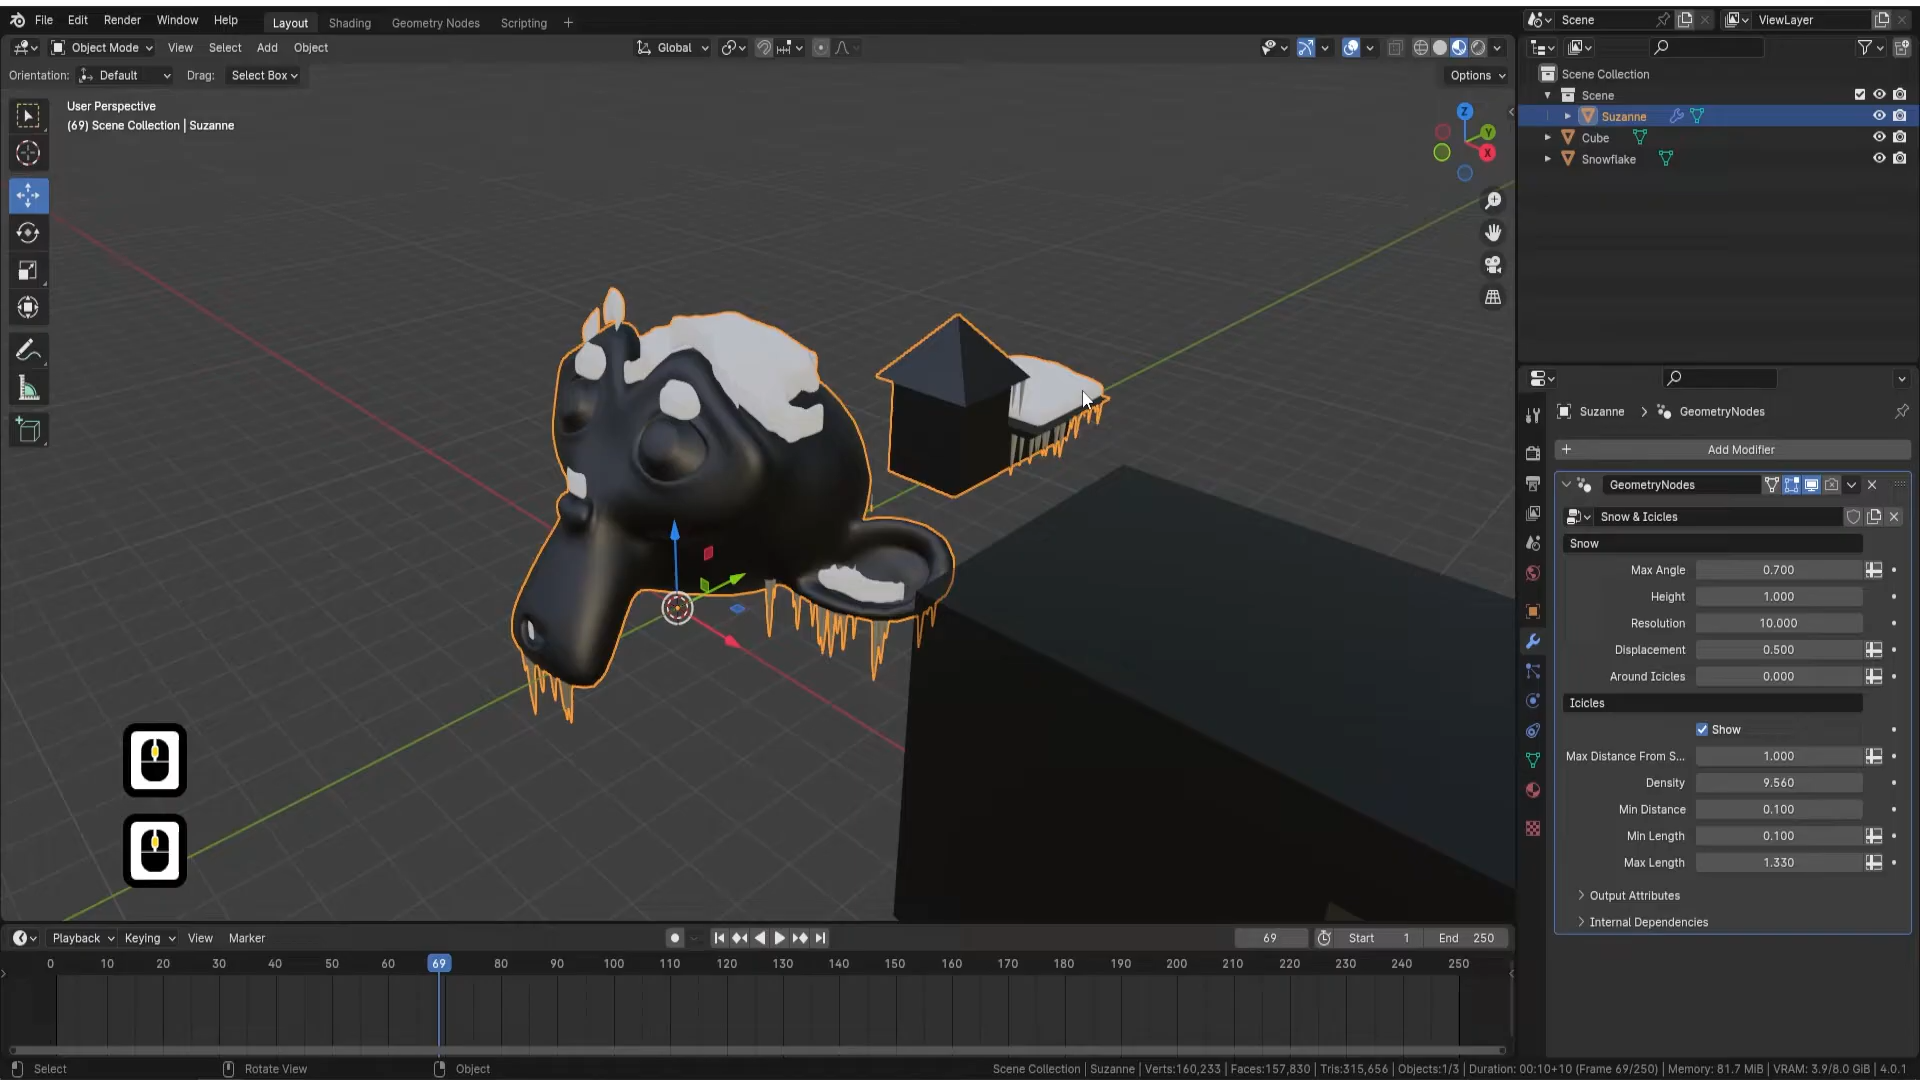 File Edit Render Window Help Layout Shading Geometry Nodes Scripting + Scene ViewLayer
Object Mode View Select Add Object Global
Orientation: Default Drag: Select Box Options
User Perspective
(69) Scene Collection | Suzanne
Z
Y
X
Scene Collection
Scene
Suzanne
Cube
Snowflake
Suzanne > GeometryNodes
+ Add Modifier
GeometryNodes
Snow & Icicles
Snow
Max Angle 0.700
Height 1.000
Resolution 10.000
Displacement 0.500
Around Icicles 0.000
Icicles
Show
Max Distance From S... 1.000
Density 9.560
Min Distance 0.100
Min Length 0.100
Max Length 1.330
Output Attributes
Internal Dependencies
Playback Keying View Marker 69 Start 1 End 250
0 10 20 30 40 50 60 69 80 90 100 110 120 130 140 150 160 170 180 190 200 210 220 230 240 250
Select Rotate View Object Scene Collection | Suzanne | Verts:160,233 | Faces:157,830 | Tris:315,656 | Objects:1/3 | Duration: 00:10+10 (Frame 69/250) | Memory: 81.7 MiB | VRAM: 3.9/8.0 GiB | 4.0.1